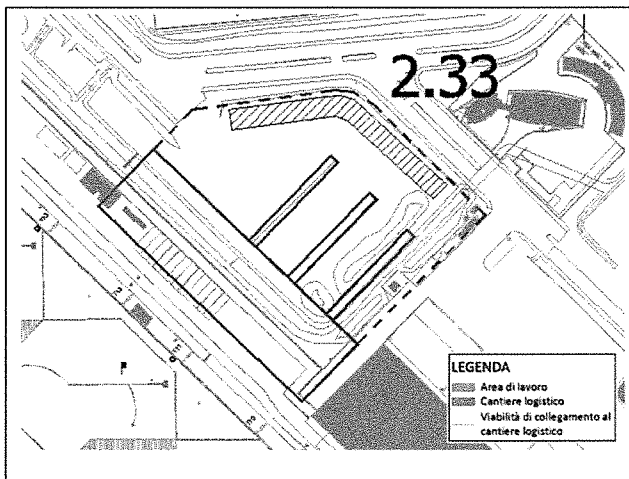 2.33
LEGENDA
Area di lavoro
Cantiere logistico
Viabilità di collegamento al
cantiere logistico